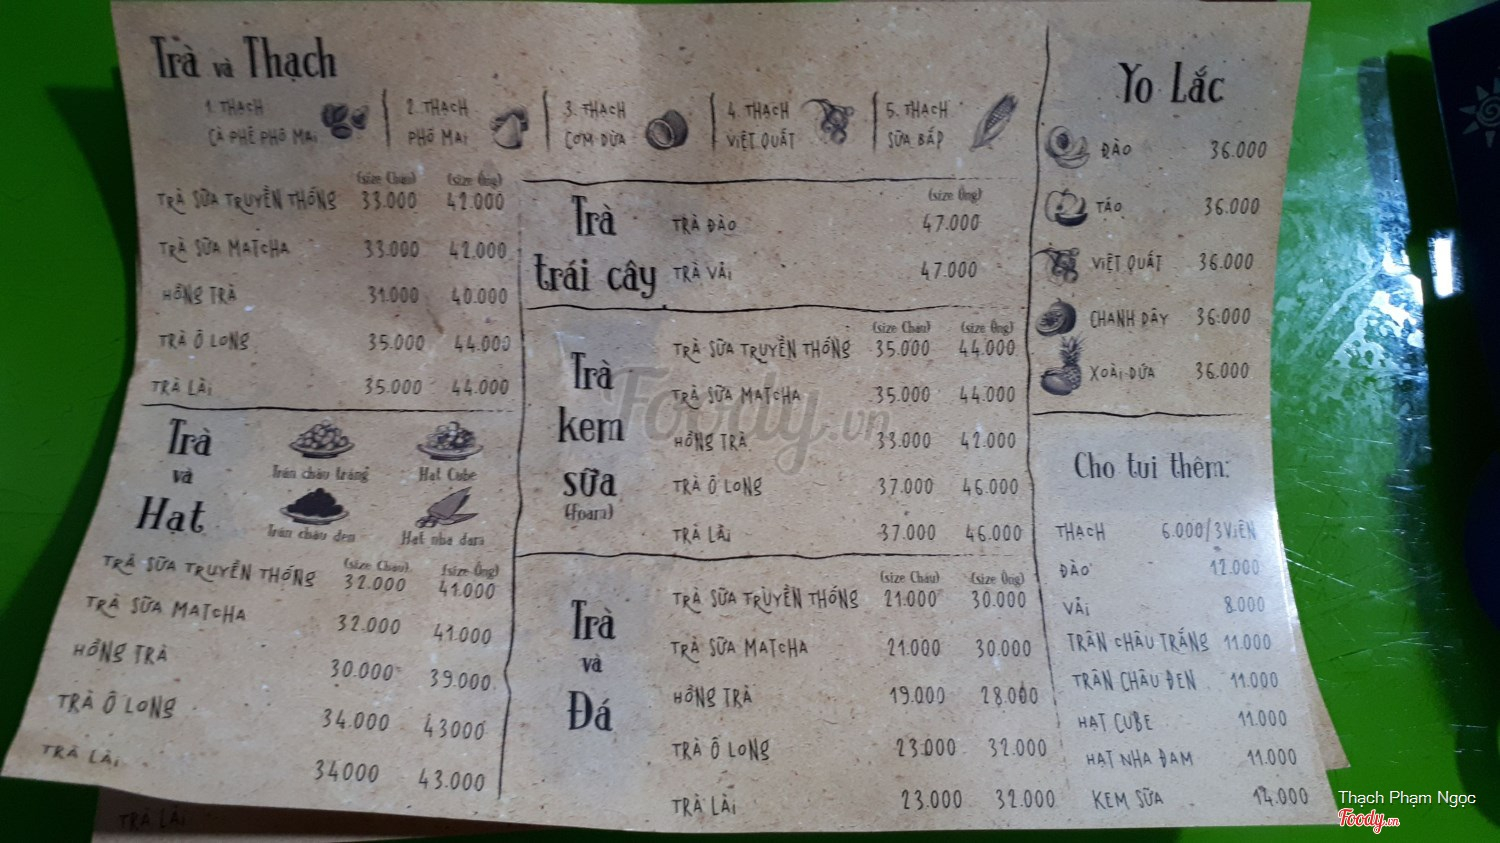 Trà và Thạch
1. THẠCH
CÀ PHÊ PHÔ MAI
2. THẠCH
PHÔ MAI
3. THẠCH
CƠM DỪA
4. THẠCH
VIỆT QUẤT
5. THẠCH
SỮA BẮP
(size Cháu) (size Ông)
TRÀ SỮA TRUYỀN THỐNG 33.000 42.000
TRÀ SỮA MATCHA 33.000 42.000
HỒNG TRÀ 31.000 40.000
TRÀ Ô LONG 35.000 44.000
TRÀ LÀI 35.000 44.000
Trà
và
Hạt
Trân châu trắng
Hạt Cube
Trân châu đen
Hạt nha đam
(size Cháu) (size Ông)
TRÀ SỮA TRUYỀN THỐNG 32.000 41.000
TRÀ SỮA MATCHA 32.000 41.000
HỒNG TRÀ 30.000 39.000
TRÀ Ô LONG 34.000 43000
TRÀ LÀI 34000 43.000
TRÀ LÀI
Trà
trái cây
(size Ông)
TRÀ ĐÀO 47.000
TRÀ VẢI 47.000
Trà
kem
sữa
(foam)
(size Cháu) (size Ông)
TRÀ SỮA TRUYỀN THỐNG 35.000 44.000
TRÀ SỮA MATCHA 35.000 44.000
HỒNG TRÀ 33.000 42.000
TRÀ Ô LONG 37.000 46.000
TRÀ LÀI 37.000 46.000
Trà
và
Đá
(size Cháu) (size Ông)
TRÀ SỮA TRUYỀN THỐNG 21.000 30.000
TRÀ SỮA MATCHA 21.000 30.000
HỒNG TRÀ 19.000 28.000
TRÀ Ô LONG 23.000 32.000
TRÀ LÀI 23.000 32.000
Yo Lắc
ĐÀO 36.000
TÁO 36.000
VIỆT QUẤT 36.000
CHANH DÂY 36.000
XOÀI DỨA 36.000
Cho tui thêm:
THẠCH 6.000/3VIÊN
ĐÀO 12.000
VẢI 8.000
TRÂN CHÂU TRẮNG 11.000
TRÂN CHÂU ĐEN 11.000
HẠT CUBE 11.000
HẠT NHA ĐAM 11.000
KEM SỮA 14.000
Foody.vn
Thạch Phạm Ngọc
Foody.vn